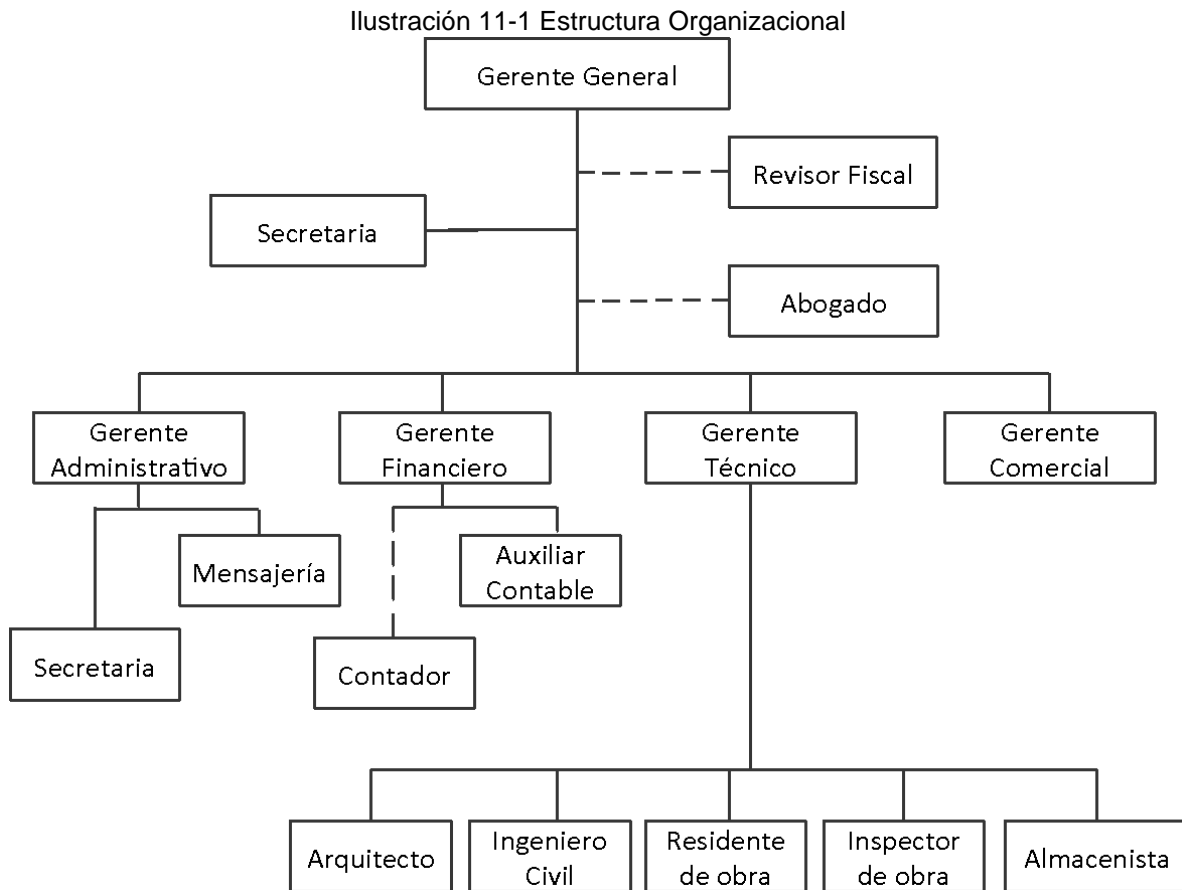 Ilustración 11-1 Estructura Organizacional
Gerente General
Revisor Fiscal
Secretaria
Abogado
Gerente
Administrativo
Gerente
Financiero
Gerente
Técnico
Gerente
Comercial
Mensajería
Auxiliar
Contable
Secretaria
Contador
Arquitecto
Ingeniero
Civil
Residente
de obra
Inspector
de obra
Almacenista